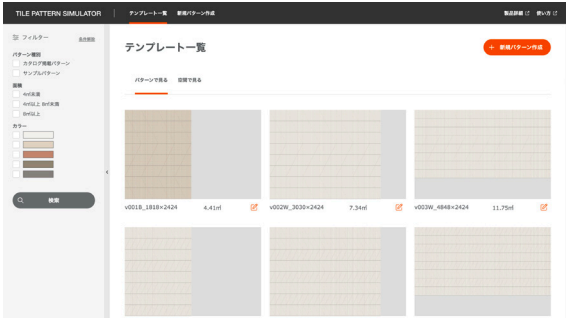 TILE PATTERN SIMULATOR
テンプレート一覧
新規パターン作成
製品詳細
使い方
フィルター
条件解除
パターン種別
カタログ掲載パターン
サンプルパターン
面積
4㎡未満
4㎡以上 8㎡未満
8㎡以上
カラー
検索
テンプレート一覧
+ 新規パターン作成
パターンで見る
空間で見る
v001B_1818×2424 4.41㎡
v002W_3030×2424 7.34㎡
v003W_4848×2424 11.75㎡